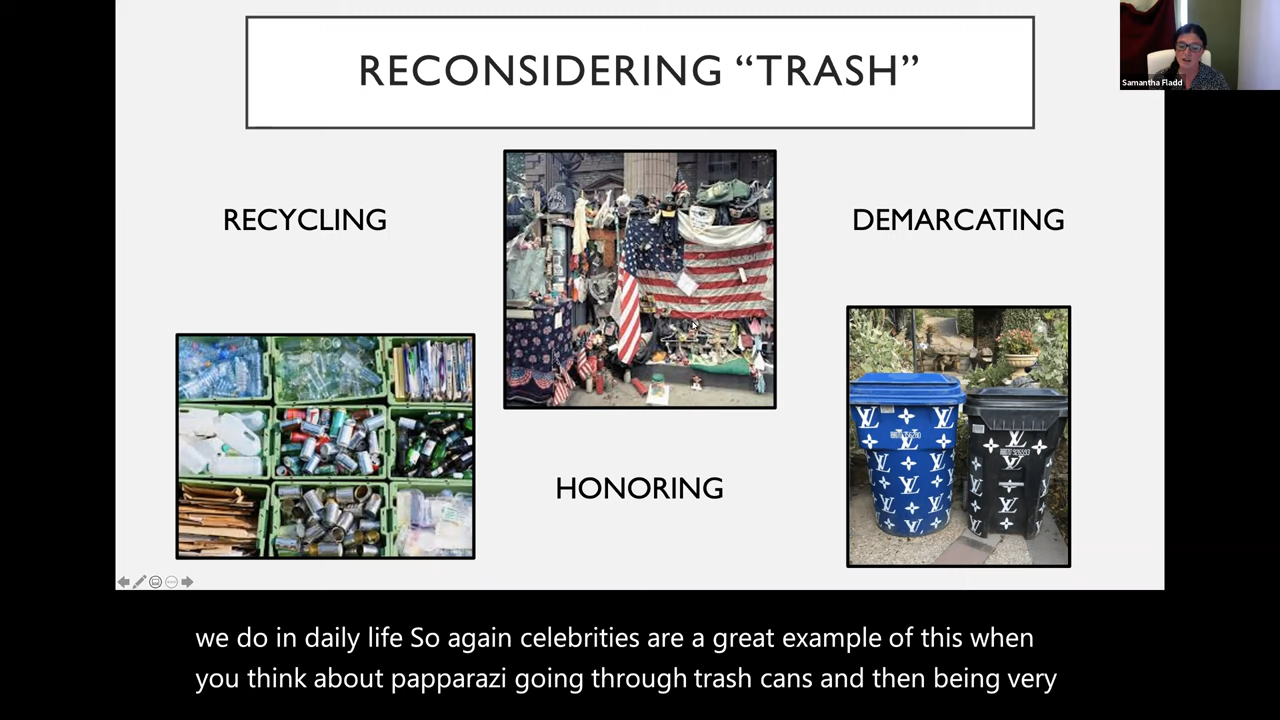 RECONSIDERING “TRASH”
Samantha Fladd
RECYCLING
DEMARCATING
HONORING
we do in daily life So again celebrities are a great example of this when
you think about papparazi going through trash cans and then being very